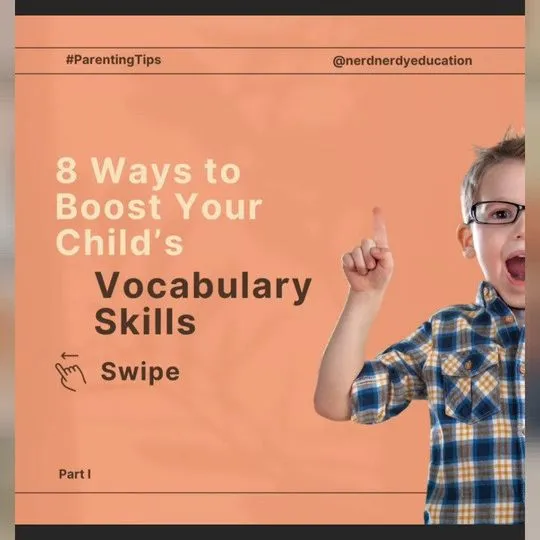 #ParentingTips
@nerdnerdyeducation
8 Ways to
Boost Your
Child's
Vocabulary
Skills
Swipe
Part I